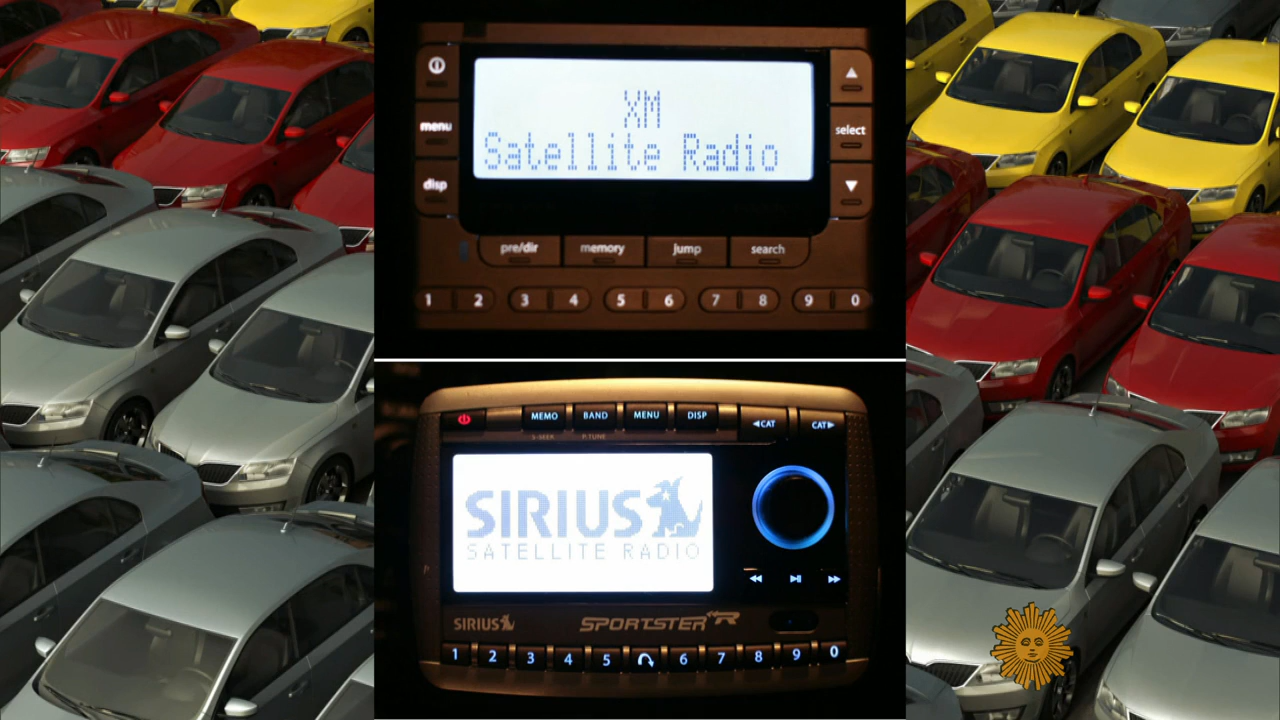 XM
Satellite Radio
menu
disp
select
pre/dir memory jump search
1 2 3 4 5 6 7 8 9 0
MEMO BAND MENU DISP ◀CAT CAT▶
S-SEEK P.TUNE
SIRIUS
SATELLITE RADIO
SIRIUS SPORTSTER R
1 2 3 4 5 6 7 8 9 0